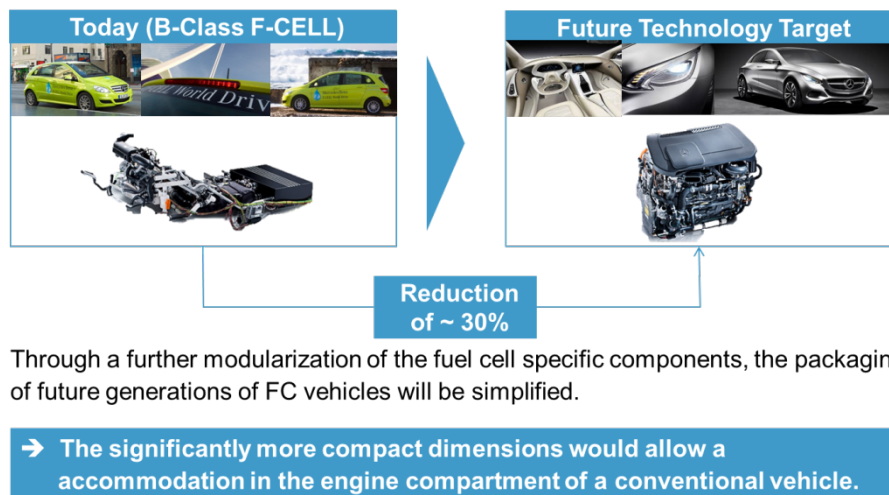 Today (B-Class F-CELL)
Future Technology Target
World Driv
Reduction
of ~ 30%
Through a further modularization of the fuel cell specific components, the packagin
of future generations of FC vehicles will be simplified.
➔ The significantly more compact dimensions would allow a
accommodation in the engine compartment of a conventional vehicle.